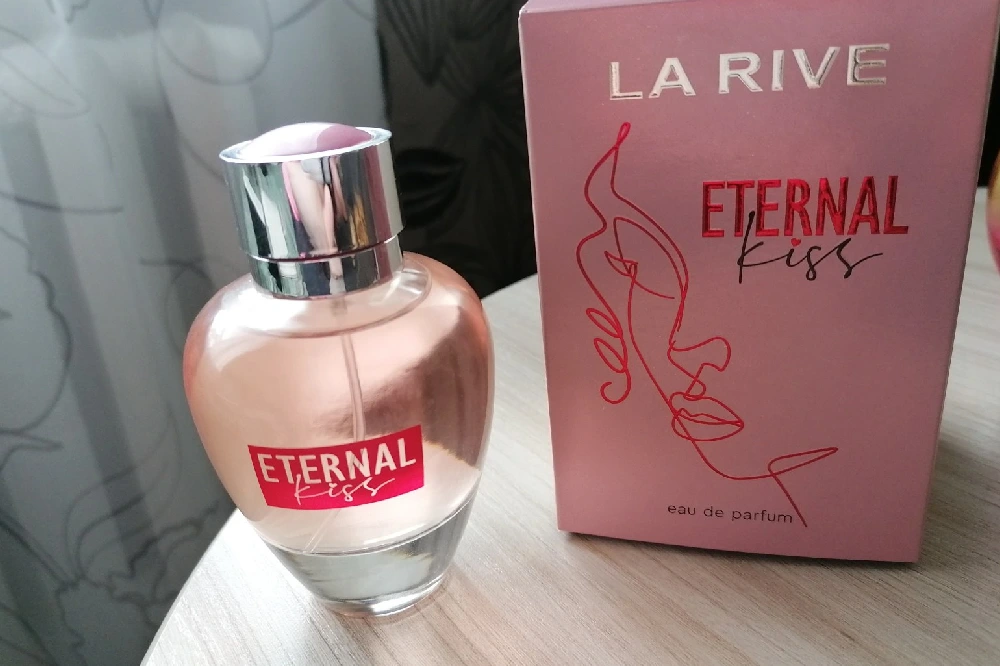 LA RIVE
ETERNAL
kiss
eau de parfum
ETERNAL
kiss